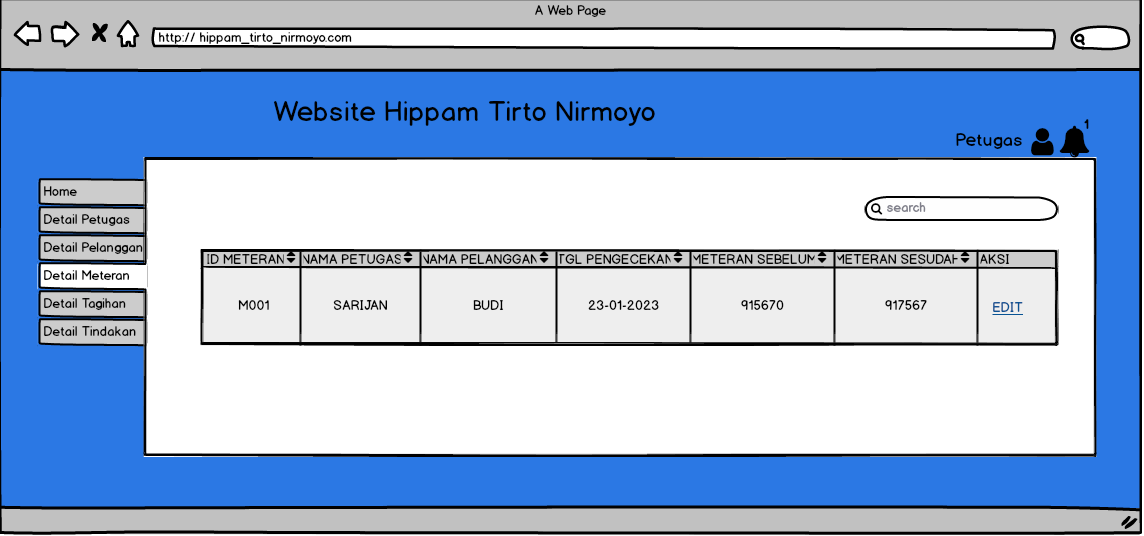 A Web Page
http:// hippam_tirto_nirmoyo.com
Website Hippam Tirto Nirmoyo
1
Petugas
Home
Detail Petugas
Detail Pelanggan
Detail Meteran
Detail Tagihan
Detail Tindakan
search
ID METERAN NAMA PETUGAS NAMA PELANGGAN TGL PENGECEKAN METERAN SEBELUM METERAN SESUDAH AKSI
M001 SARIJAN BUDI 23-01-2023 915670 917567 EDIT